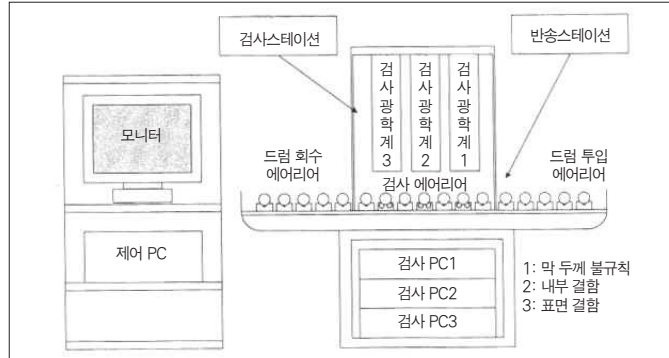 검사스테이션
반송스테이션
검사광학계3
검사광학계2
검사광학계1
모니터
드럼 회수
에어리어
검사 에어리어
드럼 투입
에어리어
제어 PC
검사 PC1
검사 PC2
검사 PC3
1: 막 두께 불규칙
2: 내부 결함
3: 표면 결함